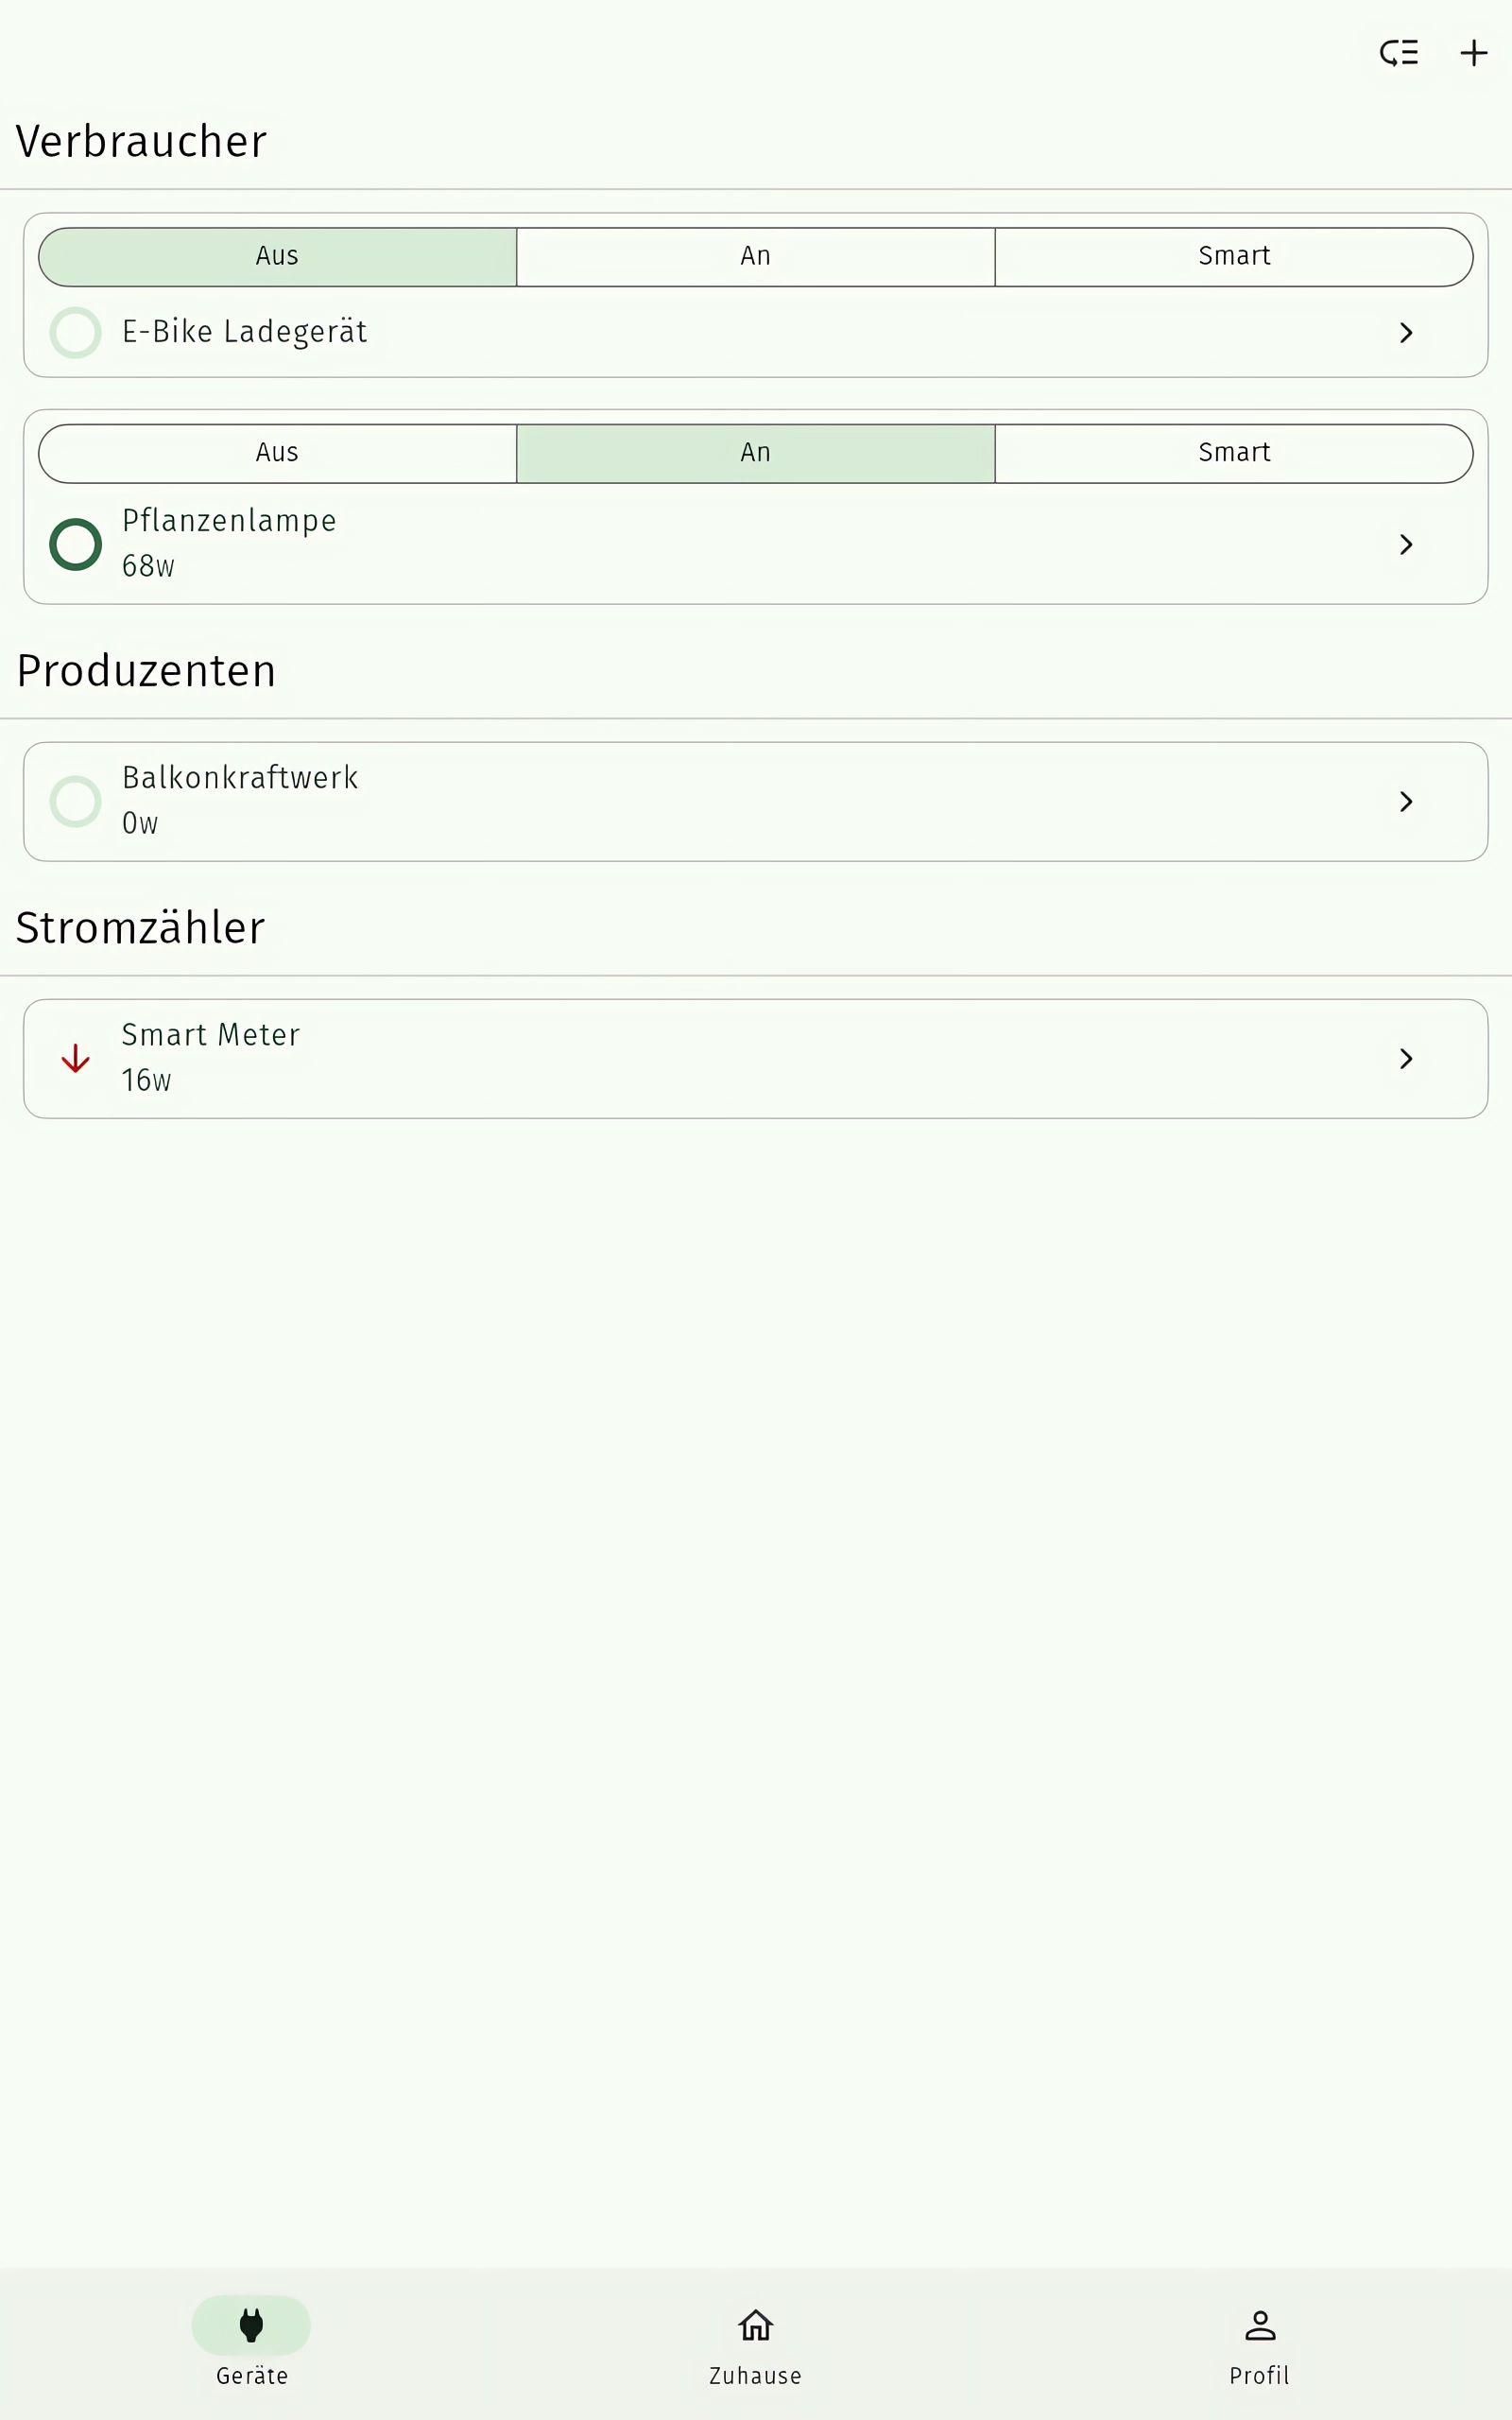 Verbraucher
Aus An Smart
E-Bike Ladegerät
Aus An Smart
Pflanzenlampe
68w
Produzenten
Balkonkraftwerk
0w
Stromzähler
Smart Meter
16w
Geräte Zuhause Profil